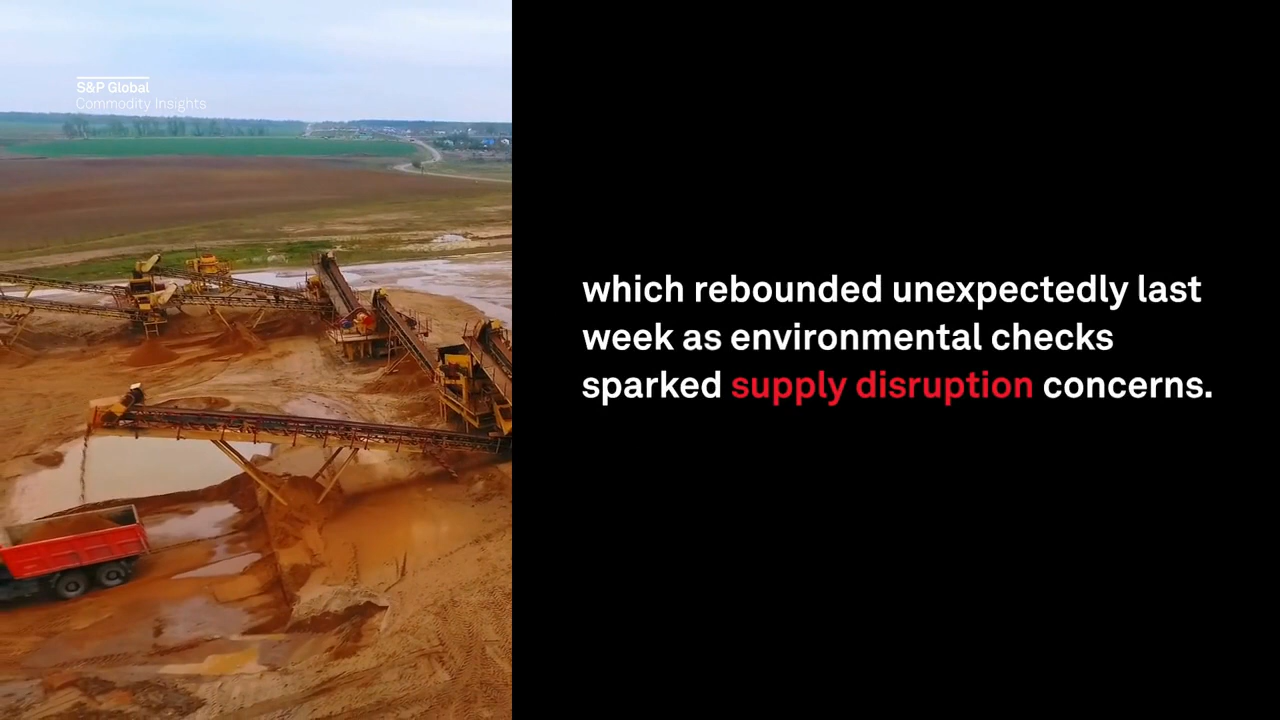 S&P Global
Commodity Insights
which rebounded unexpectedly last
week as environmental checks
sparked supply disruption concerns.